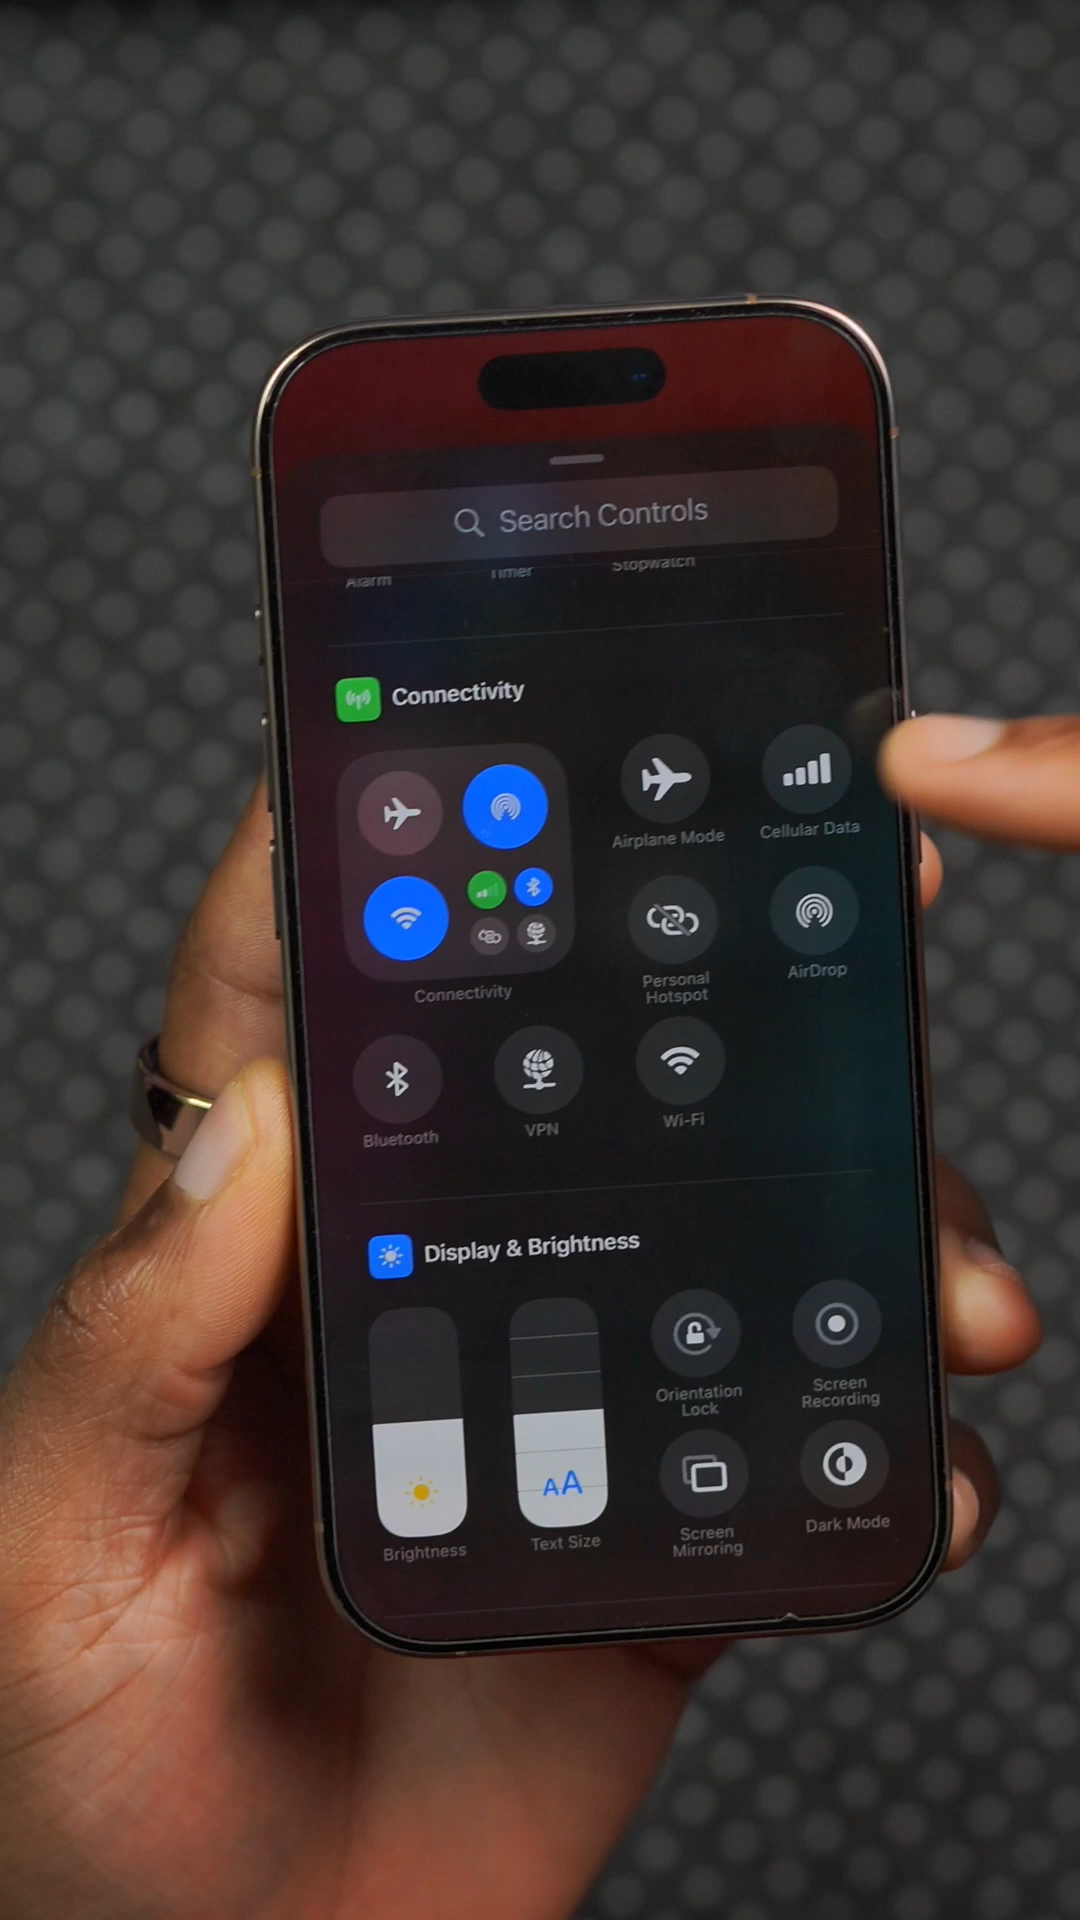 Search Controls
Alarm
Timer
Stopwatch
Connectivity
Airplane Mode
Cellular Data
Connectivity
Personal
Hotspot
AirDrop
Bluetooth
VPN
Wi-Fi
Display & Brightness
AA
Brightness
Text Size
Orientation
Lock
Screen
Recording
Screen
Mirroring
Dark Mode